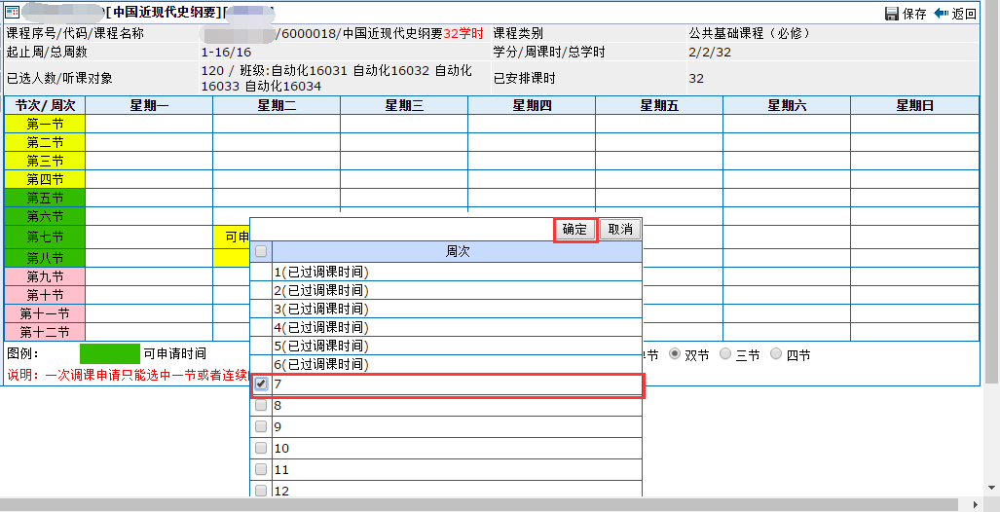 [中国近现代史纲要][ ] 保存 返回
课程序号/代码/课程名称 /6000018/中国近现代史纲要32学时 课程类别 公共基础课程（必修）
起止周/总周数 1-16/16 学分/周课时/总学时 2/2/32
已选人数/听课对象 120 / 班级:自动化16031 自动化16032 自动化 已安排课时 32
16033 自动化16034
节次/周次 星期一 星期二 星期三 星期四 星期五 星期六 星期日
第一节
第二节
第三节
第四节
第五节
第六节
确定 取消
第七节 可申
周次
第八节
1(已过调课时间)
第九节
2(已过调课时间)
第十节
3(已过调课时间)
第十一节
4(已过调课时间)
第十二节
5(已过调课时间)
图例： 可申请时间 节 双节 三节 四节
6(已过调课时间)
说明：一次调课申请只能选中一节或者连续
7
8
9
10
11
12